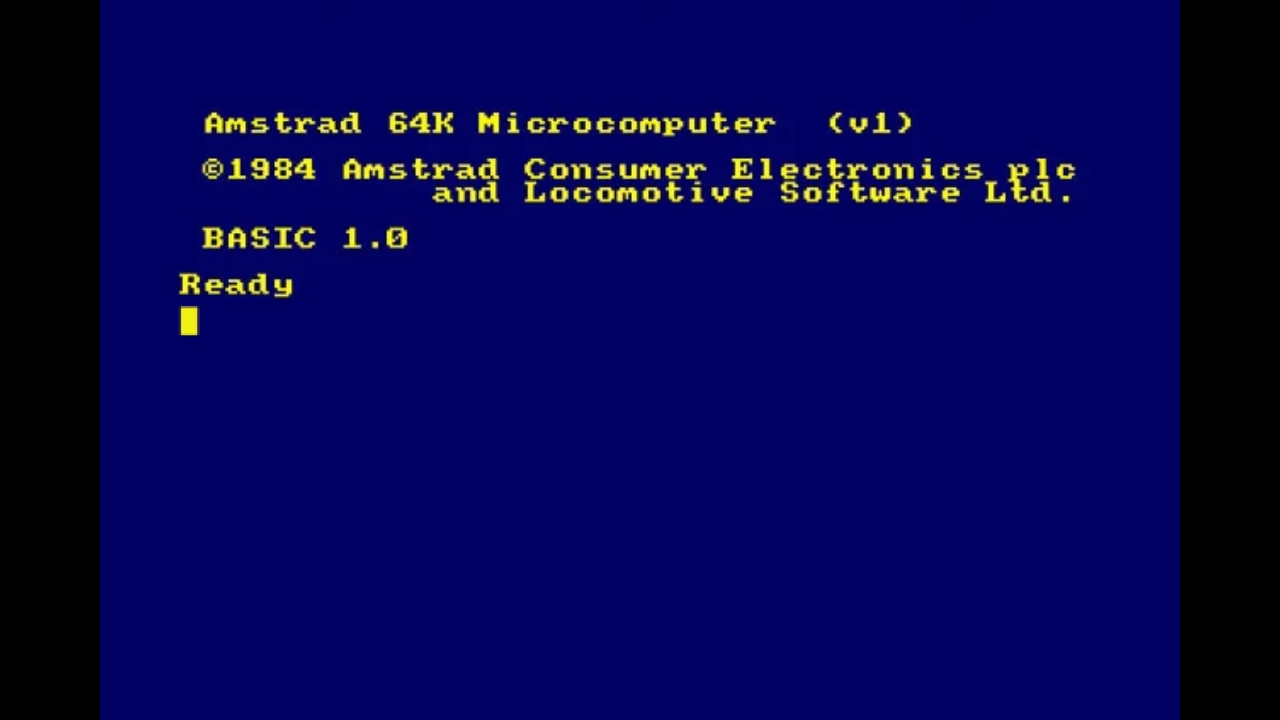 Amstrad 64K Microcomputer  (v1)
©1984 Amstrad Consumer Electronics plc
and Locomotive Software Ltd.
BASIC 1.0
Ready